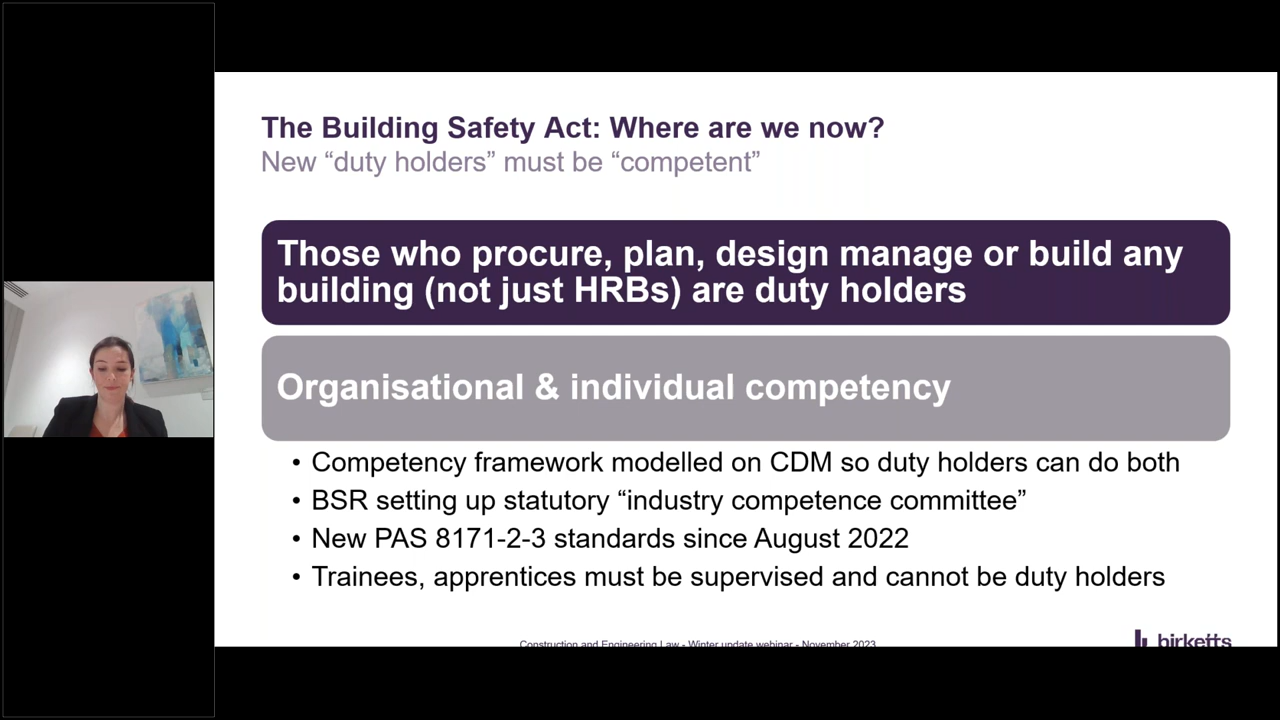 The Building Safety Act: Where are we now?
New “duty holders” must be “competent”
Those who procure, plan, design manage or build any
building (not just HRBs) are duty holders
Organisational & individual competency
• Competency framework modelled on CDM so duty holders can do both
• BSR setting up statutory “industry competence committee”
• New PAS 8171-2-3 standards since August 2022
• Trainees, apprentices must be supervised and cannot be duty holders
Construction and Engineering Law - Winter update webinar - November 2023
birketts